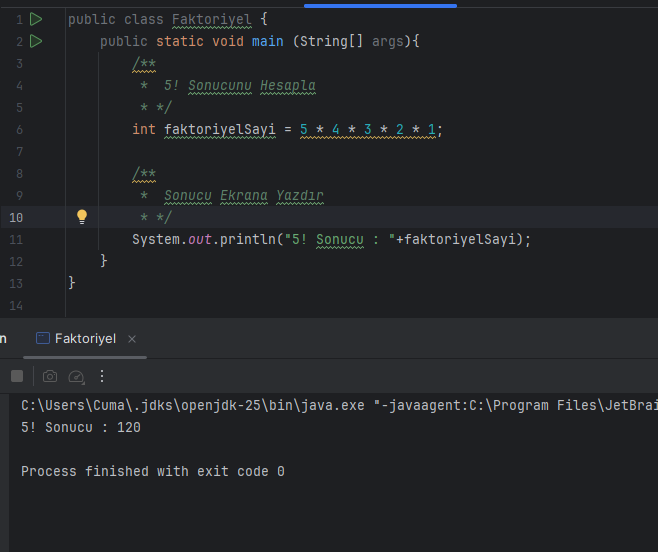 1 public class Faktoriyel {
2 public static void main (String[] args){
3 /**
4 * 5! Sonucunu Hesapla
5 * */
6 int faktoriyelSayi = 5 * 4 * 3 * 2 * 1;
7
8 /**
9 * Sonucu Ekrana Yazdır
10 * */
11 System.out.println("5! Sonucu : "+faktoriyelSayi);
12 }
13 }
14
n Faktoriyel ×
C:\Users\Cuma\.jdks\openjdk-25\bin\java.exe "-javaagent:C:\Program Files\JetBrai
5! Sonucu : 120
Process finished with exit code 0